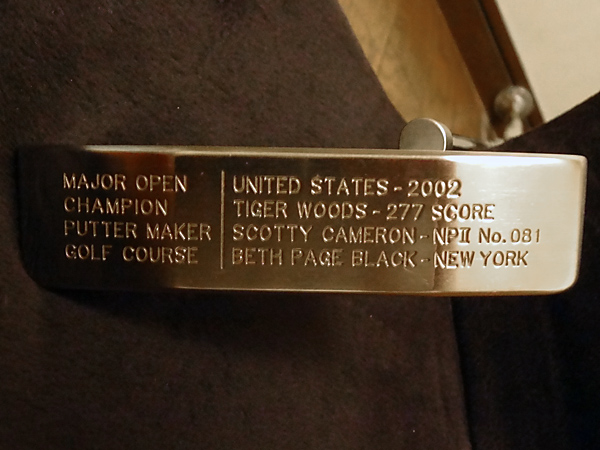 MAJOR OPEN | UNITED STATES - 2002
CHAMPION | TIGER WOODS - 277 SCORE
PUTTER MAKER | SCOTTY CAMERON - NPII No. 081
GOLF COURSE | BETH PAGE BLACK - NEW YORK